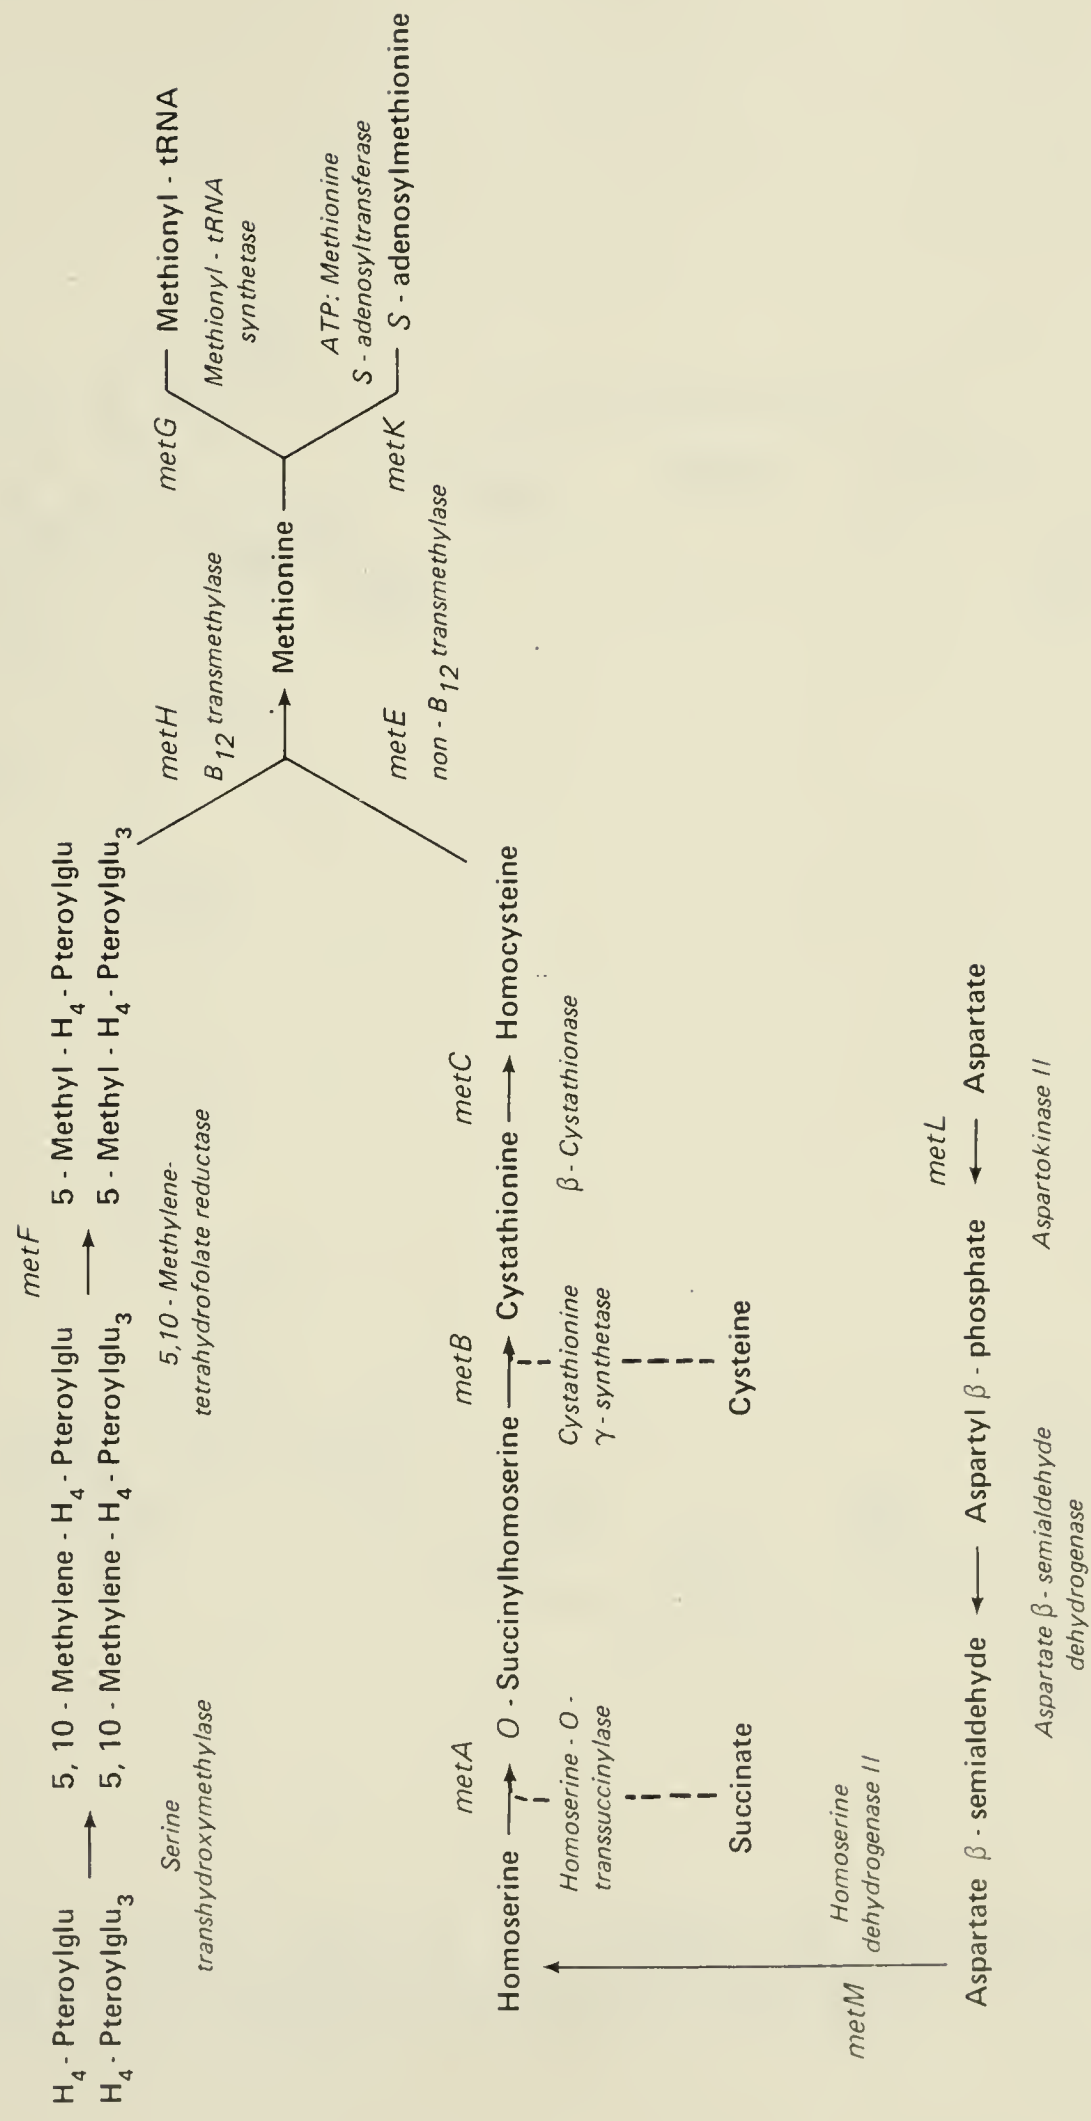 metF
H4 - Pteroylglu 5, 10 - Methylene - H4 - Pteroylglu 5 - Methyl - H4 - Pteroylglu
H4 - Pteroylglu3 5, 10 - Methylene - H4 - Pteroylglu3 5 - Methyl - H4 - Pteroylglu3
Serine
transhydroxymethylase
5,10 - Methylene-
tetrahydrofolate reductase
metH
B12 transmethylase
Methionine
metE
non - B12 transmethylase
metG
Methionyl - tRNA
Methionyl - tRNA
synthetase
ATP: Methionine
S - adenosyltransferase
metK
S - adenosylmethionine
metA
metB
metC
Homoserine O - Succinylhomoserine Cystathionine Homocysteine
Homoserine - O -
transsuccinylase
Cystathionine
γ - synthetase
β - Cystathionase
Succinate
Cysteine
metM
Homoserine
dehydrogenase II
metL
Aspartate β - semialdehyde Aspartyl β - phosphate Aspartate
Aspartate β - semialdehyde
dehydrogenase
Aspartokinase II